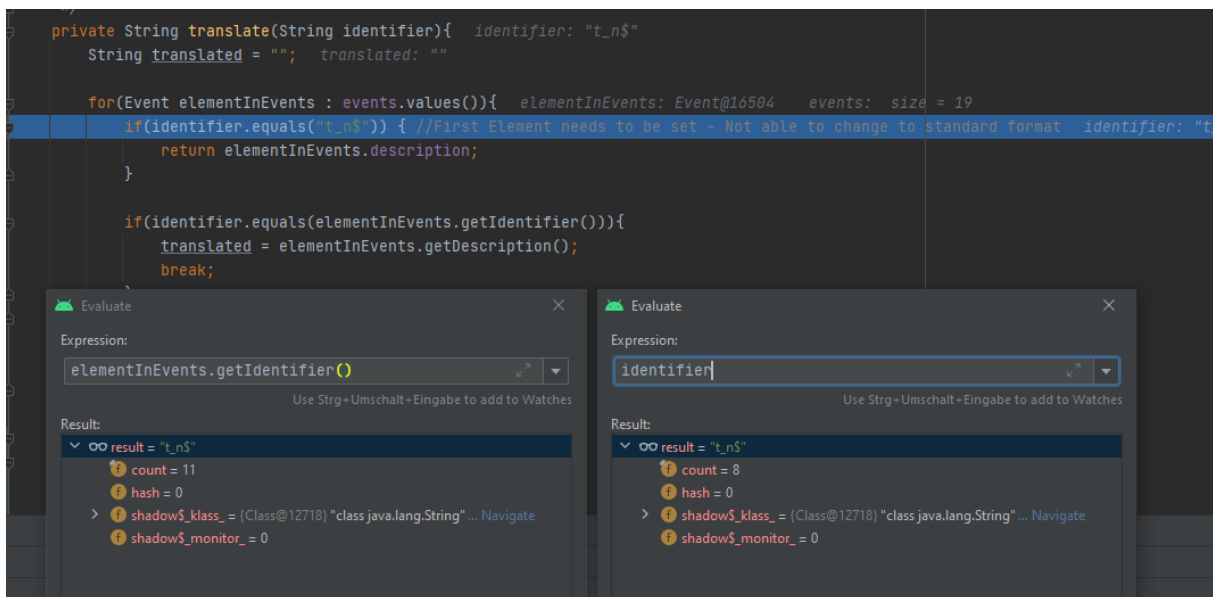 */
private String translate(String identifier){   identifier: "t_n$"
String translated = "";   translated: ""
for(Event elementInEvents : events.values()){   elementInEvents: Event@16504    events:  size = 19
if(identifier.equals("t_n$")) { //First Element needs to be set – Not able to change to standard format   identifier: "t_
return elementInEvents.description;
}
if(identifier.equals(elementInEvents.getIdentifier())){
translated = elementInEvents.getDescription();
break;
}
Evaluate
Expression:
elementInEvents.getIdentifier()
Use Strg+Umschalt+Eingabe to add to Watches
Result:
result = "t_n$"
count = 11
hash = 0
shadow$_klass_ = {Class@12718} "class java.lang.String" ... Navigate
shadow$_monitor_ = 0
Evaluate
Expression:
identifier
Use Strg+Umschalt+Eingabe to add to Watches
Result:
result = "t_n$"
count = 8
hash = 0
shadow$_klass_ = {Class@12718} "class java.lang.String" ... Navigate
shadow$_monitor_ = 0